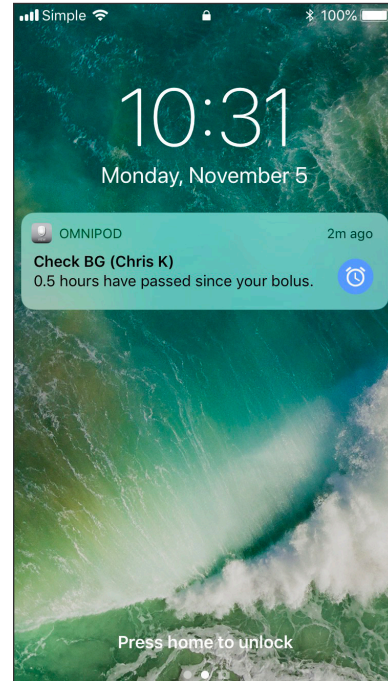 Simple 100%
10:31
Monday, November 5
OMNIPOD 2m ago
Check BG (Chris K)
0.5 hours have passed since your bolus.
Press home to unlock